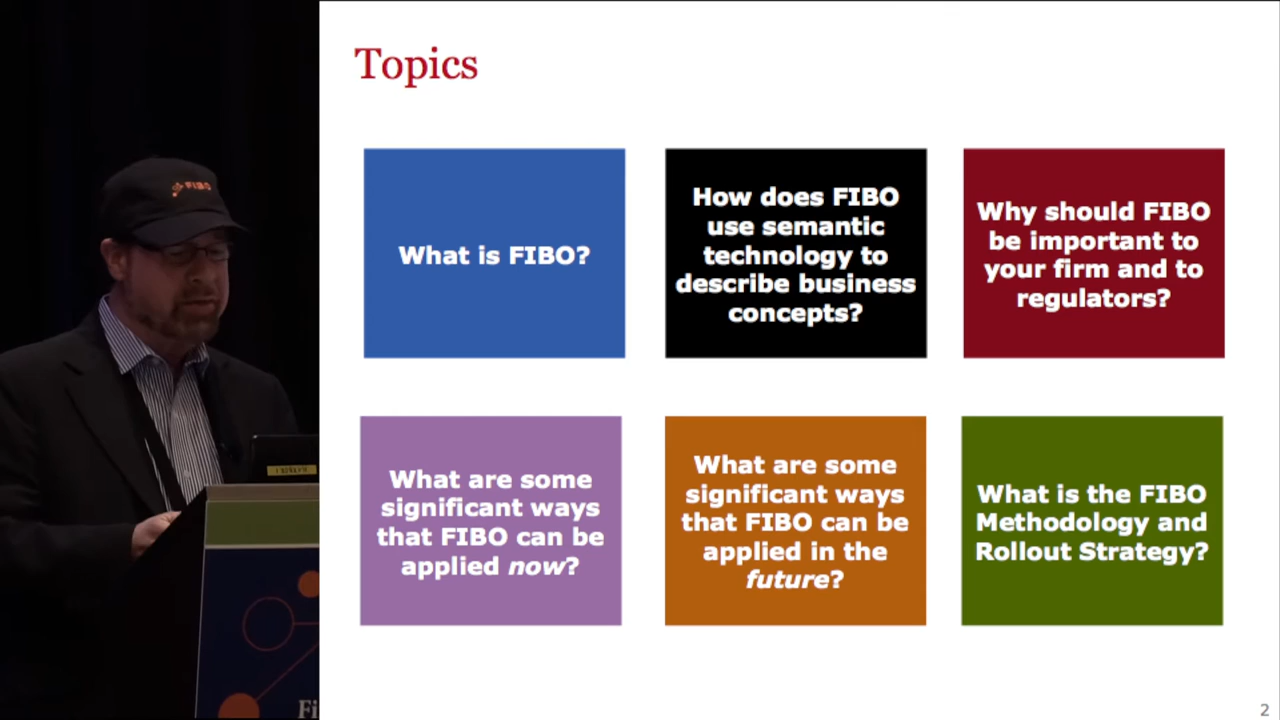 Topics
What is FIBO?
How does FIBO
use semantic
technology to
describe business
concepts?
Why should FIBO
be important to
your firm and to
regulators?
What are some
significant ways
that FIBO can be
applied now?
What are some
significant ways
that FIBO can be
applied in the
future?
What is the FIBO
Methodology and
Rollout Strategy?
2
FIBO
Fi